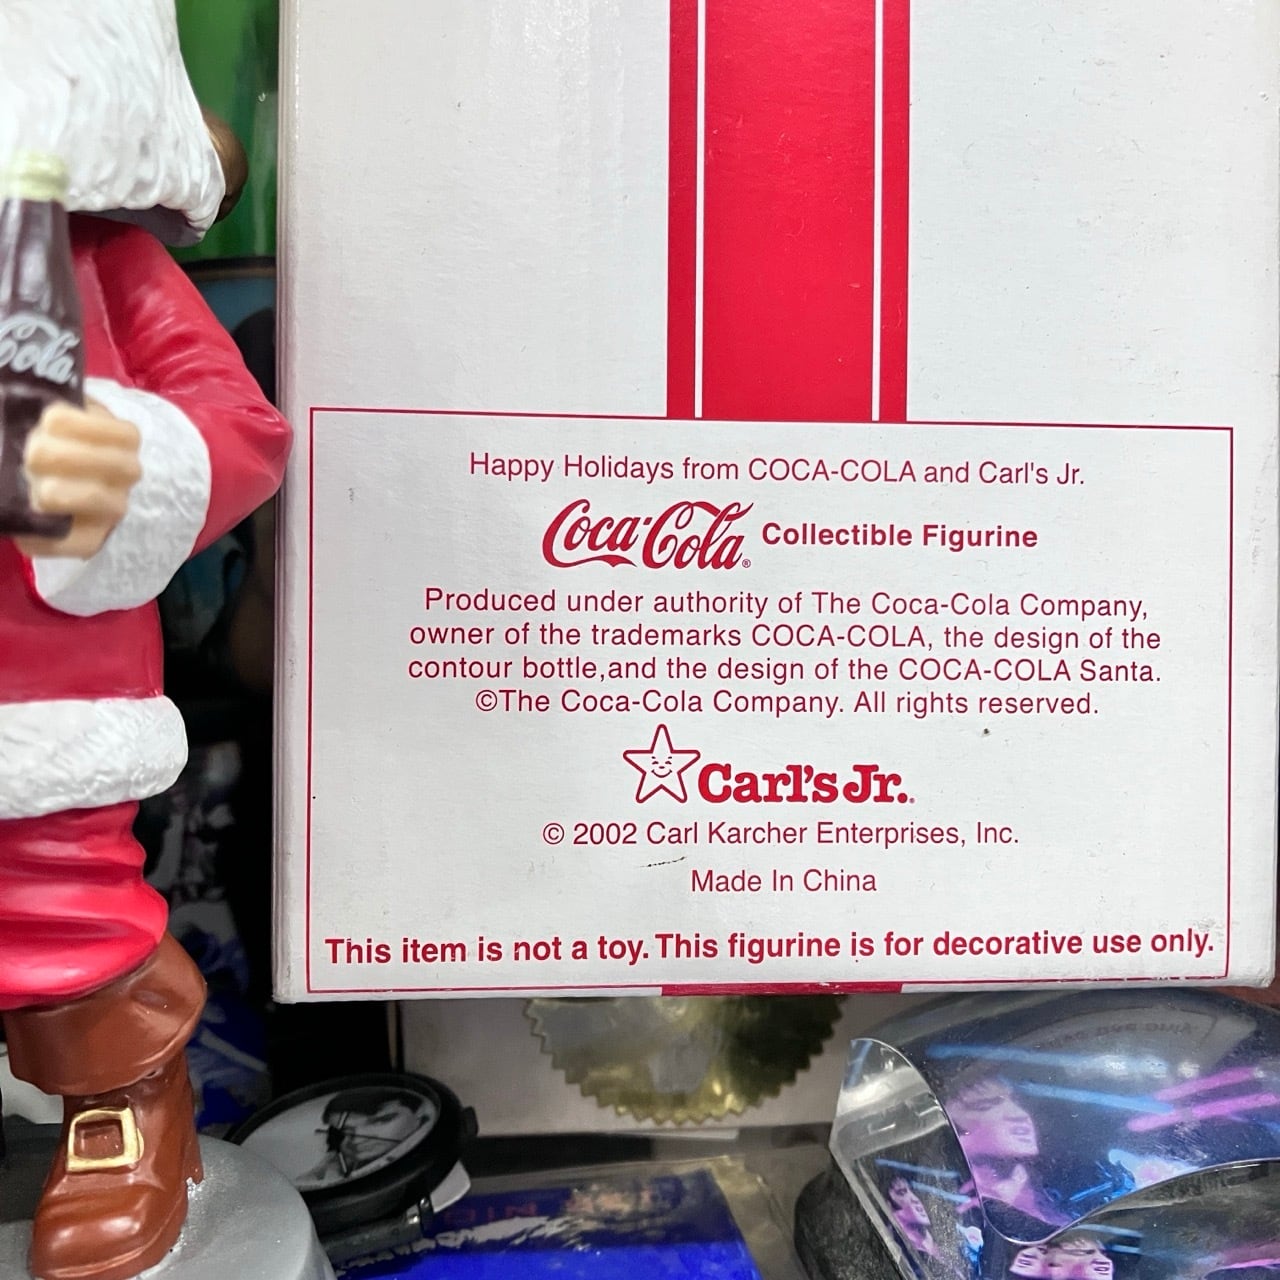 Cola
Happy Holidays from COCA-COLA and Carl's Jr.
Coca-Cola® Collectible Figurine
Produced under authority of The Coca-Cola Company,
owner of the trademarks COCA-COLA, the design of the
contour bottle,and the design of the COCA-COLA Santa.
©The Coca-Cola Company. All rights reserved.
Carl's Jr.
© 2002 Carl Karcher Enterprises, Inc.
Made In China
This item is not a toy. This figurine is for decorative use only.